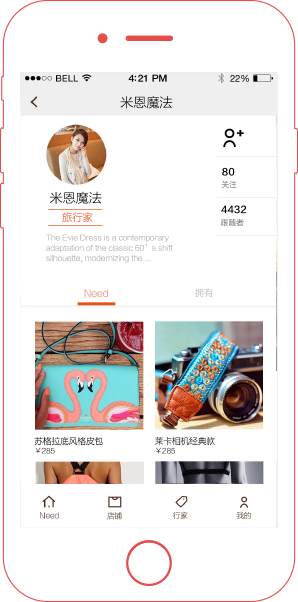 BELL 4:21 PM 22%
米恩魔法
米恩魔法
旅行家
The Evie Dress is a contemporary
adaptation of the classic 60’s shift
silhouette, modernizing the ...
80
关注
4432
跟随者
Need 拥有
苏格拉底风格皮包
¥285
莱卡相机经典款
¥285
Need 店铺 行家 我的